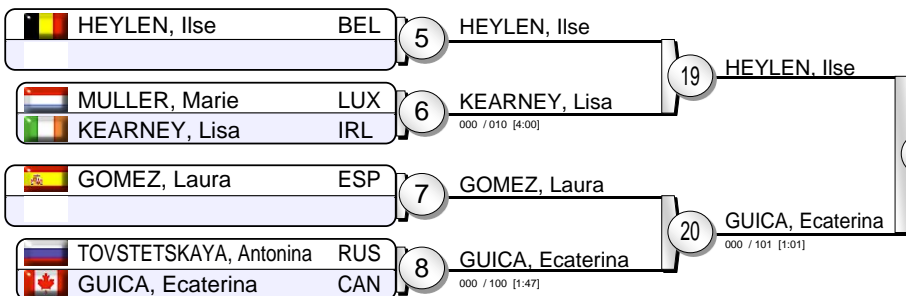 HEYLEN, Ilse BEL
5
HEYLEN, Ilse
MULLER, Marie LUX
KEARNEY, Lisa IRL
6
KEARNEY, Lisa
000 / 010 [4:00]
19
HEYLEN, Ilse
GOMEZ, Laura ESP
7
GOMEZ, Laura
TOVSTETSKAYA, Antonina RUS
GUICA, Ecaterina CAN
8
GUICA, Ecaterina
000 / 100 [1:47]
20
GUICA, Ecaterina
000 / 101 [1:01]